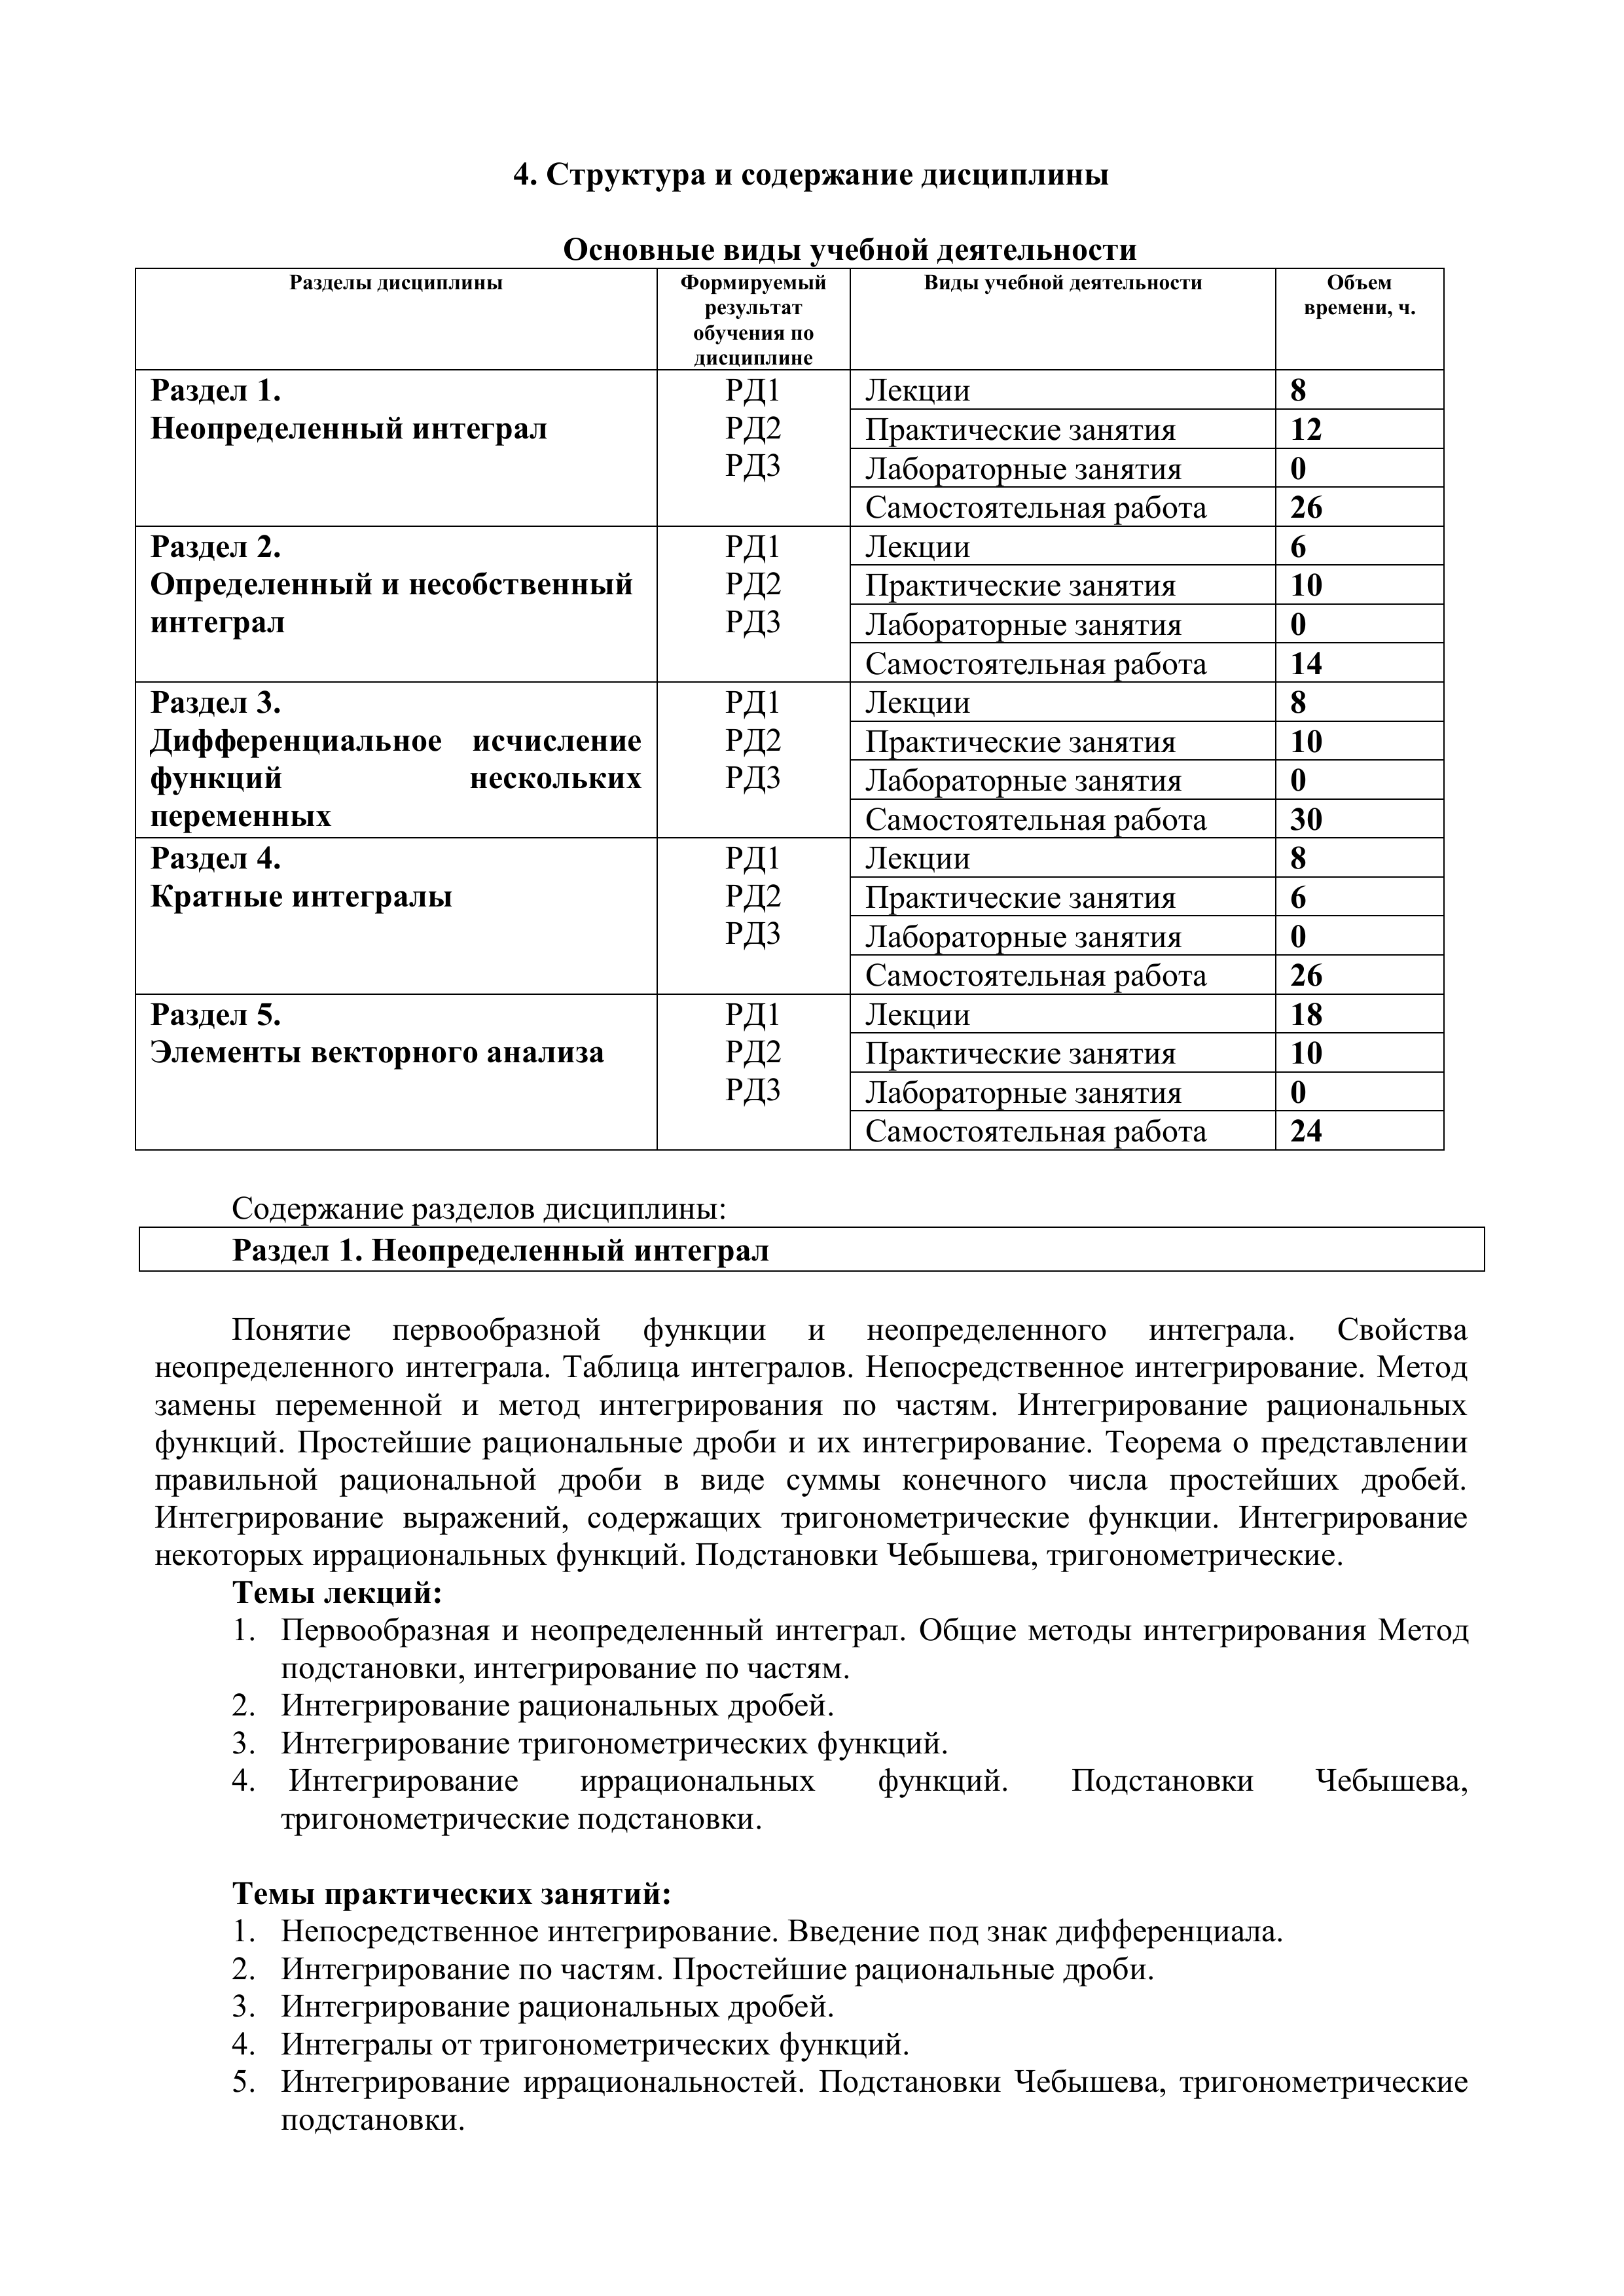 4. Структура и содержание дисциплины
Основные виды учебной деятельности
Разделы дисциплины
Формируемый
результат
обучения по
дисциплине
Виды учебной деятельности
Объем
времени, ч.
Раздел 1.
Неопределенный интеграл
РД1
РД2
РД3
Лекции 8
Практические занятия 12
Лабораторные занятия 0
Самостоятельная работа 26
Раздел 2.
Определенный и несобственный
интеграл
РД1
РД2
РД3
Лекции 6
Практические занятия 10
Лабораторные занятия 0
Самостоятельная работа 14
Раздел 3.
Дифференциальное исчисление
функций нескольких
переменных
РД1
РД2
РД3
Лекции 8
Практические занятия 10
Лабораторные занятия 0
Самостоятельная работа 30
Раздел 4.
Кратные интегралы
РД1
РД2
РД3
Лекции 8
Практические занятия 6
Лабораторные занятия 0
Самостоятельная работа 26
Раздел 5.
Элементы векторного анализа
РД1
РД2
РД3
Лекции 18
Практические занятия 10
Лабораторные занятия 0
Самостоятельная работа 24
Содержание разделов дисциплины:
Раздел 1. Неопределенный интеграл
Понятие первообразной функции и неопределенного интеграла. Свойства
неопределенного интеграла. Таблица интегралов. Непосредственное интегрирование. Метод
замены переменной и метод интегрирования по частям. Интегрирование рациональных
функций. Простейшие рациональные дроби и их интегрирование. Теорема о представлении
правильной рациональной дроби в виде суммы конечного числа простейших дробей.
Интегрирование выражений, содержащих тригонометрические функции. Интегрирование
некоторых иррациональных функций. Подстановки Чебышева, тригонометрические.
Темы лекций:
1. Первообразная и неопределенный интеграл. Общие методы интегрирования Метод
подстановки, интегрирование по частям.
2. Интегрирование рациональных дробей.
3. Интегрирование тригонометрических функций.
4. Интегрирование иррациональных функций. Подстановки Чебышева,
тригонометрические подстановки.
Темы практических занятий:
1. Непосредственное интегрирование. Введение под знак дифференциала.
2. Интегрирование по частям. Простейшие рациональные дроби.
3. Интегрирование рациональных дробей.
4. Интегралы от тригонометрических функций.
5. Интегрирование иррациональностей. Подстановки Чебышева, тригонометрические
подстановки.